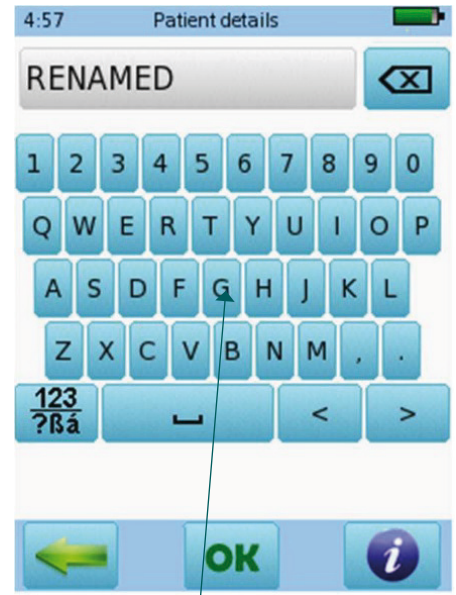 4:57 Patient details
RENAMED
1 2 3 4 5 6 7 8 9 0
Q W E R T Y U I O P
A S D F G H J K L
Z X C V B N M , .
123
?ßá ␣ < >
OK i